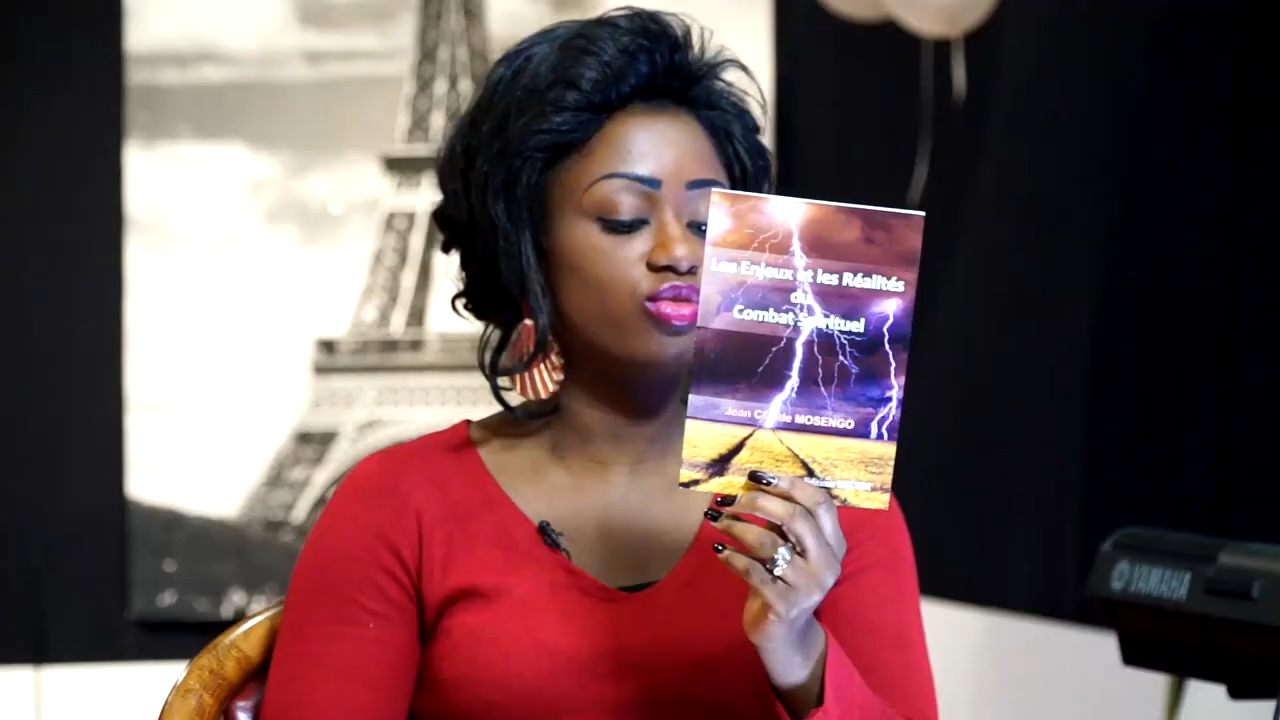 Les Enjeux et les Réalités
du
Combat Spirituel
Jean Claude MOSENGO
YAMAHA